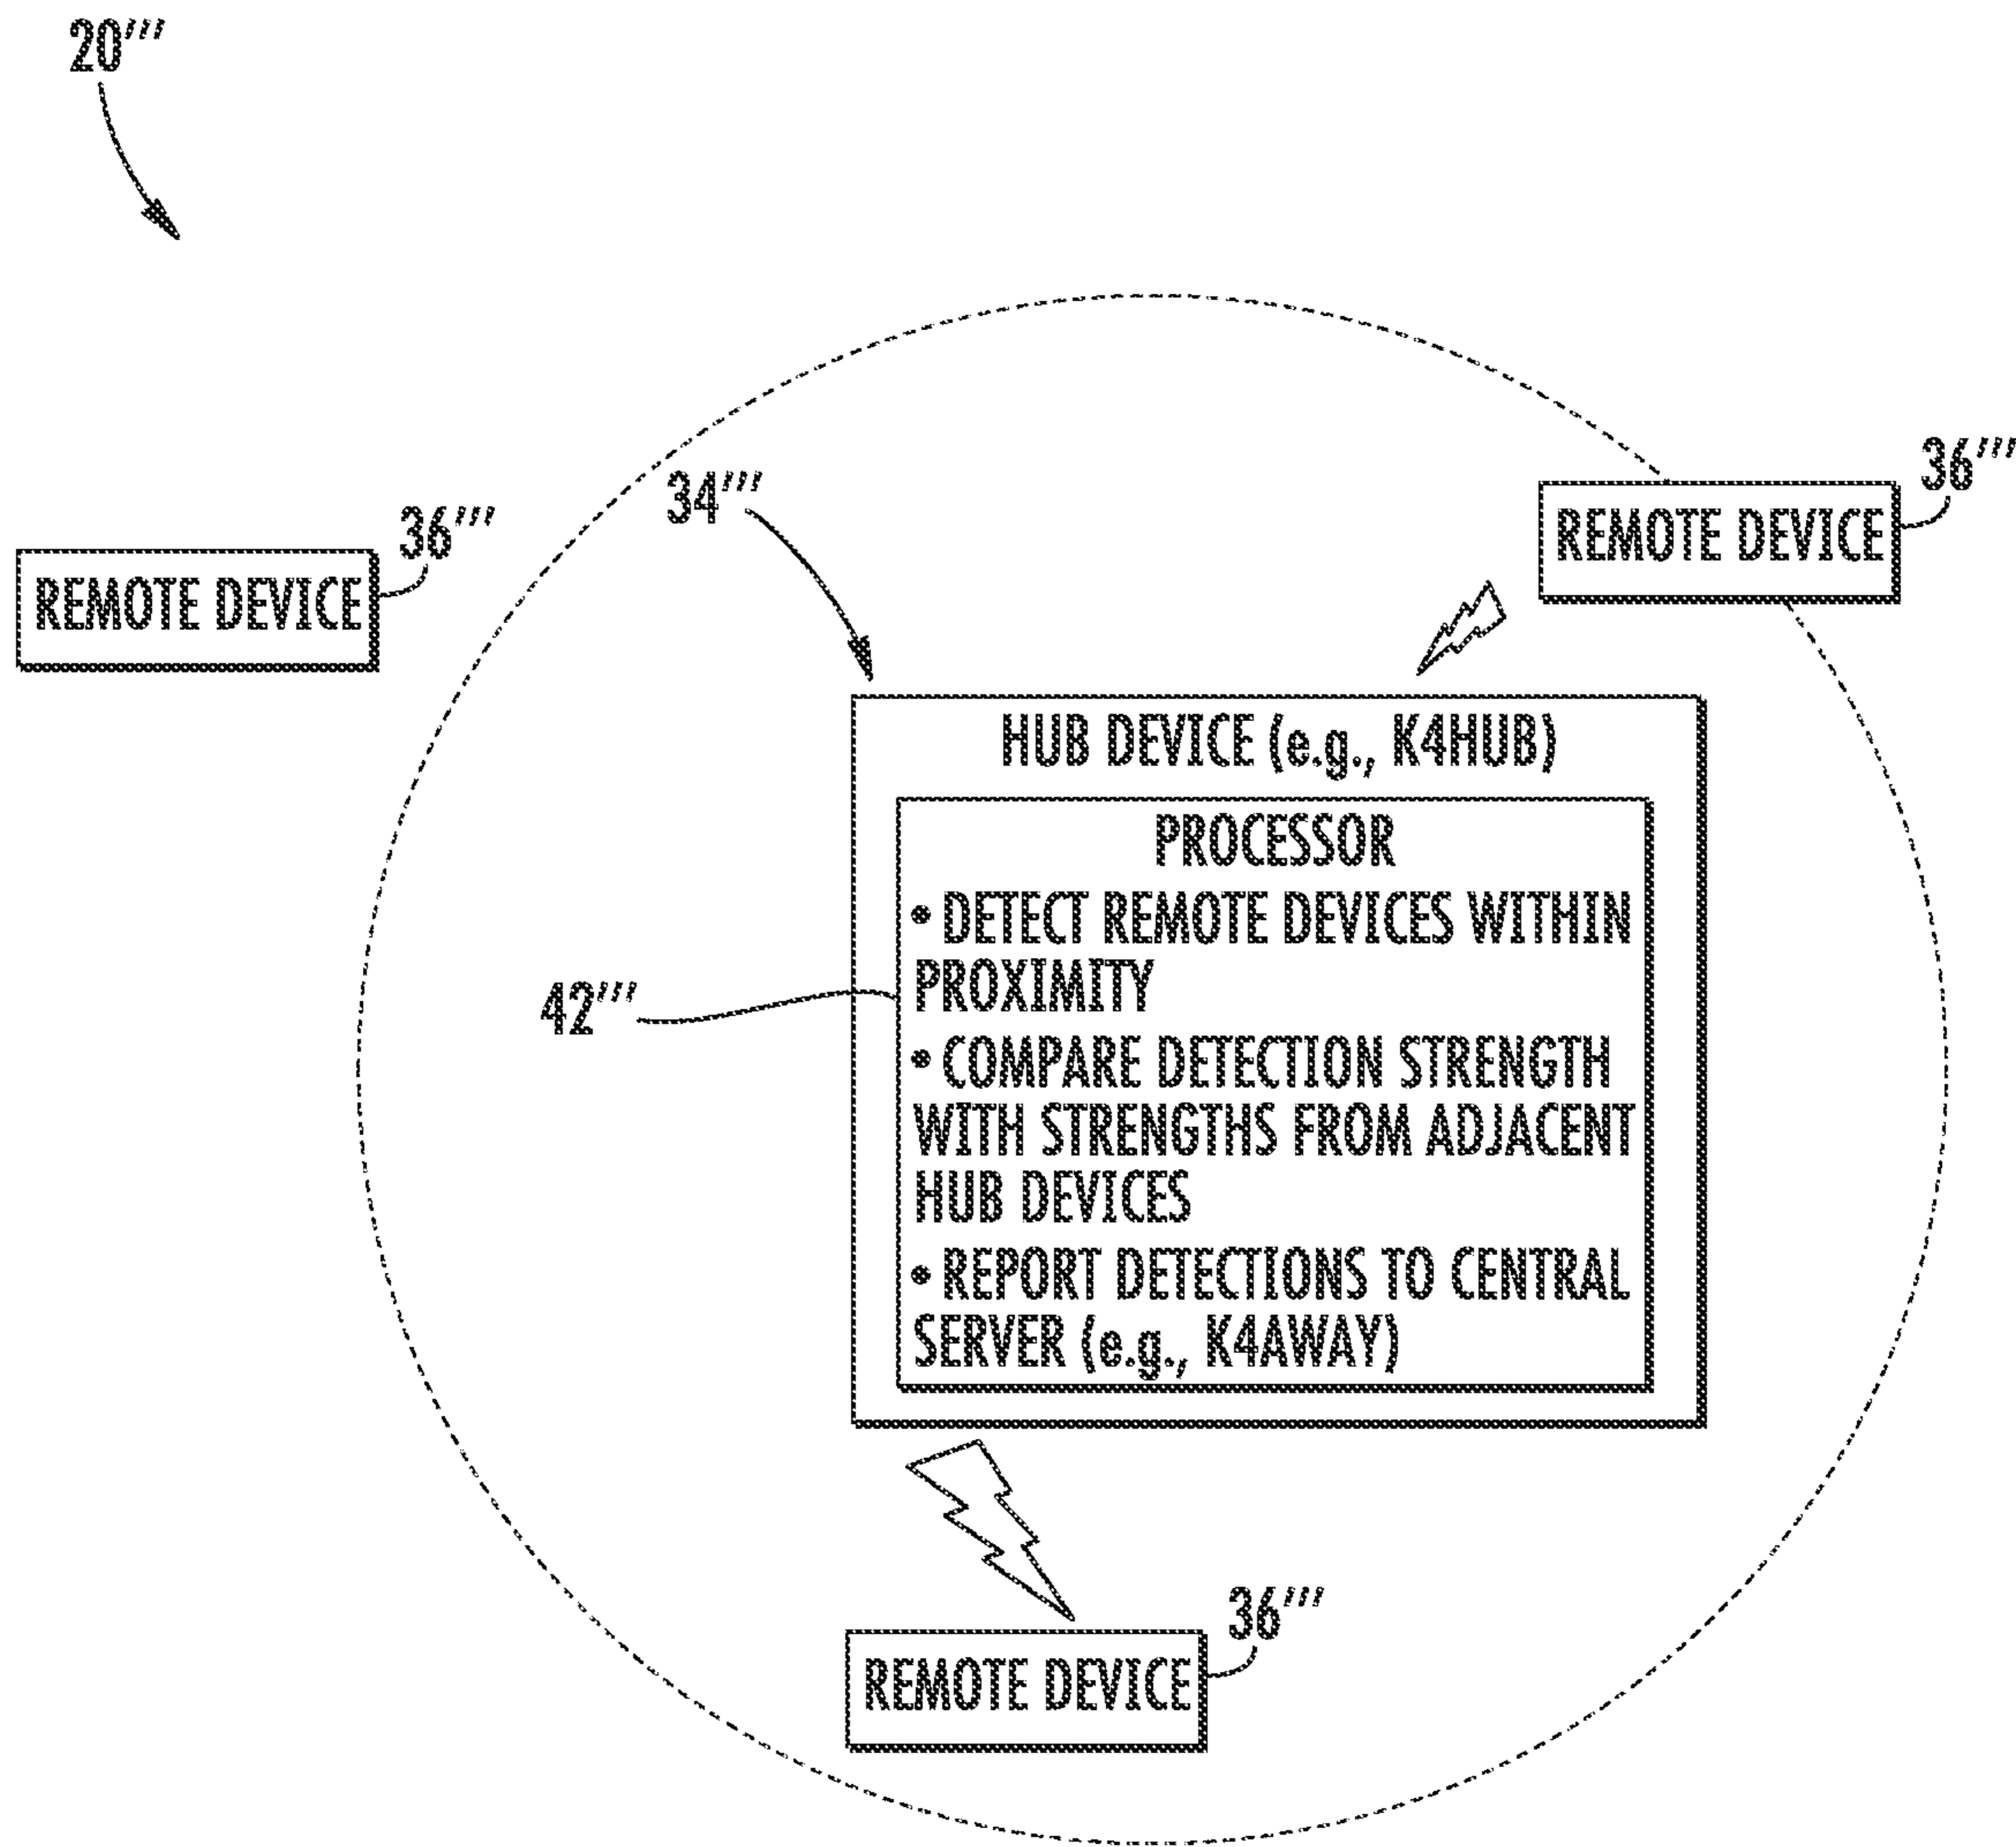 20'''
36'''
34'''
36'''
REMOTE DEVICE
REMOTE DEVICE
HUB DEVICE (e.g., K4HUB)
PROCESSOR
• DETECT REMOTE DEVICES WITHIN
PROXIMITY
42'''
• COMPARE DETECTION STRENGTH
WITH STRENGTHS FROM ADJACENT
HUB DEVICES
• REPORT DETECTIONS TO CENTRAL
SERVER (e.g., K4AWAY)
36'''
REMOTE DEVICE